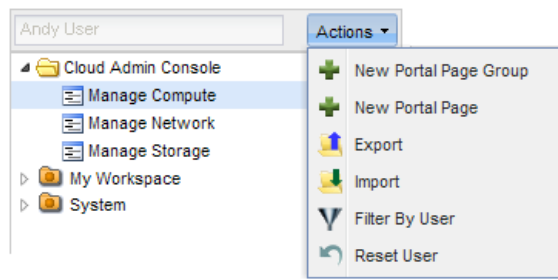 Andy User
Actions
Cloud Admin Console
Manage Compute
Manage Network
Manage Storage
My Workspace
System
New Portal Page Group
New Portal Page
Export
Import
Filter By User
Reset User